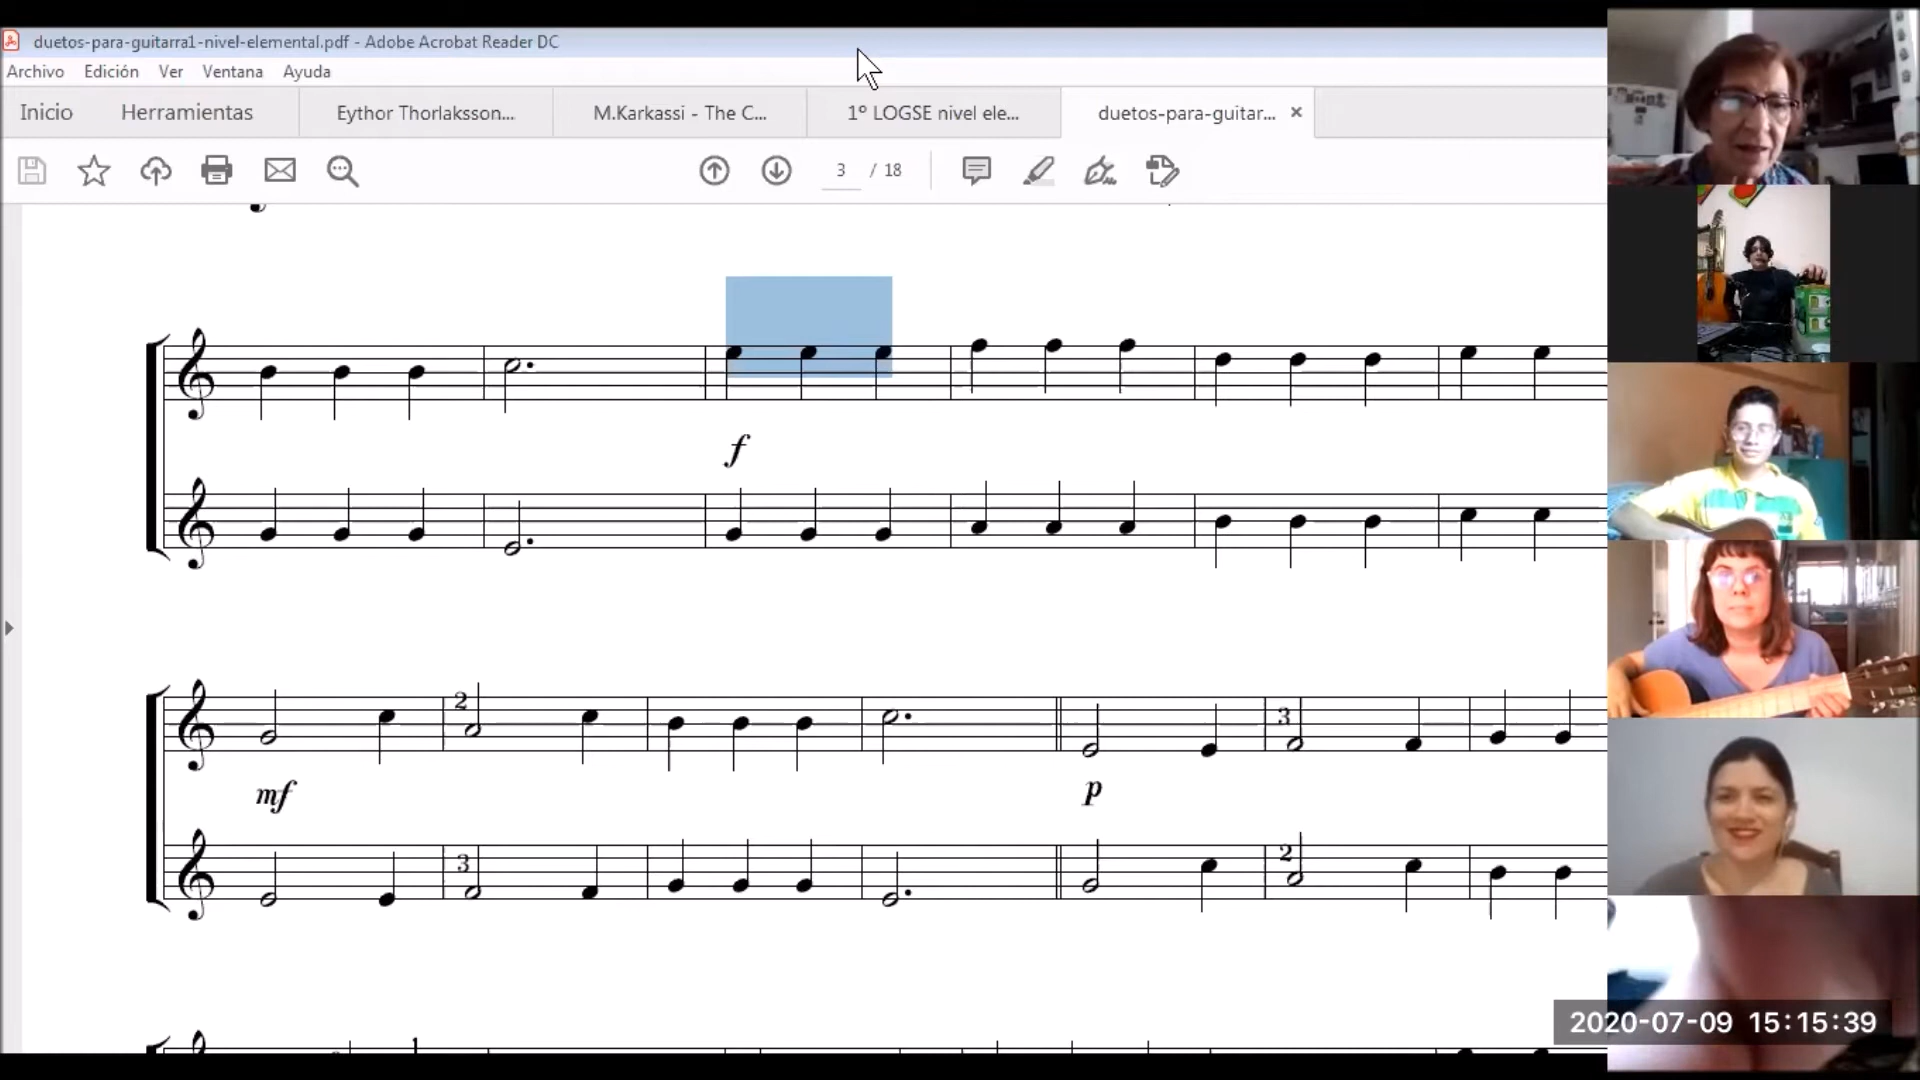 duetos-para-guitarra1-nivel-elemental.pdf - Adobe Acrobat Reader DC
Archivo Edición Ver Ventana Ayuda
Inicio Herramientas Eythor Thorlaksson... M.Karkassi - The C... 1º LOGSE nivel ele... duetos-para-guitar... ×
3 / 18
f
2 3
mf p
3 2
2020-07-09 15:15:39